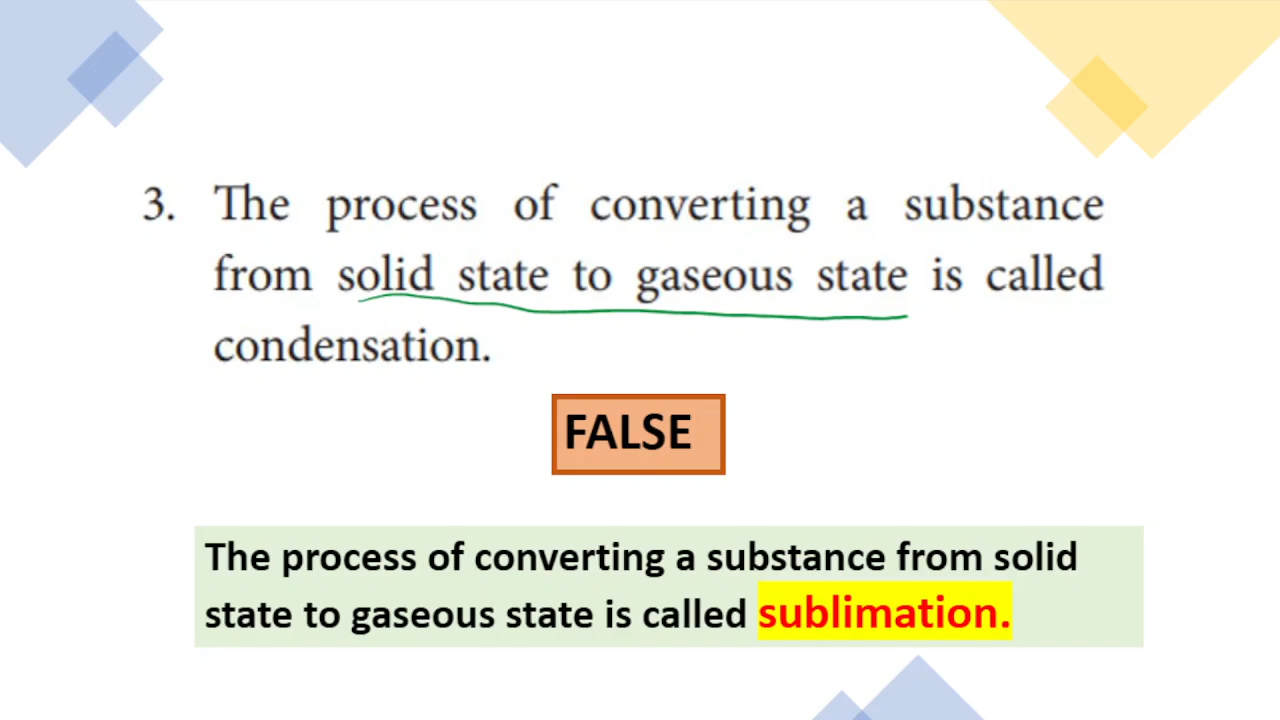 3. The process of converting a substance
from solid state to gaseous state is called
condensation.
FALSE
The process of converting a substance from solid
state to gaseous state is called sublimation.